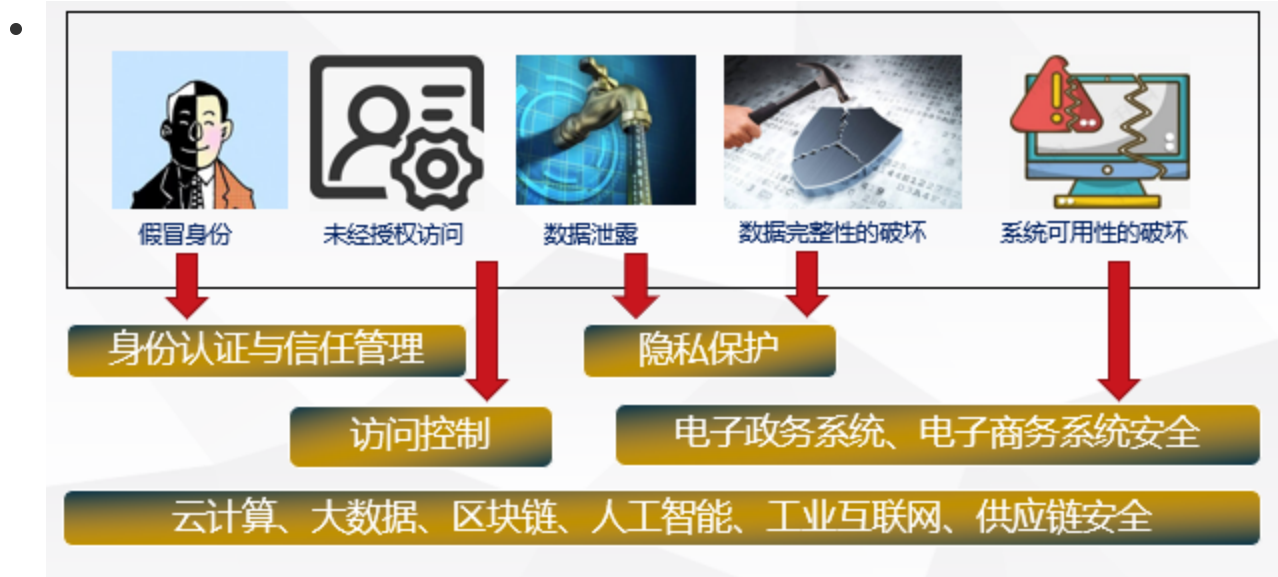 假冒身份
未经授权访问
数据泄露
数据完整性的破坏
系统可用性的破坏
身份认证与信任管理
隐私保护
访问控制
电子政务系统、电子商务系统安全
云计算、大数据、区块链、人工智能、工业互联网、供应链安全